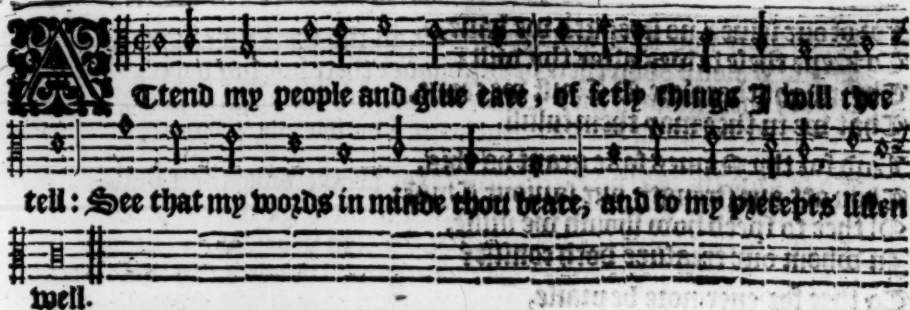 ATtend my people and giue eare, of ferly things I will thee
tell: See that my words in minde thou beare, and to my precepts listen
well.